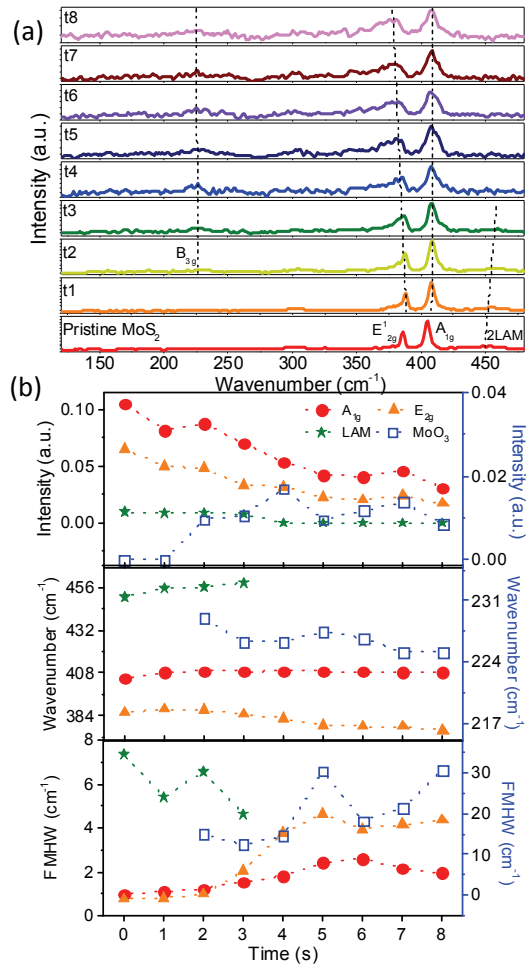 (a)
t8
t7
t6
t5
t4
t3
t2
t1
Pristine MoS2
B3g
E¹2g
A1g
2LAM
Intensity (a.u.)
150 200 250 300 350 400 450
Wavenumber (cm-1)
(b)
A1g E2g
LAM MoO3
Intensity (a.u.)
0.10
0.05
0.00
Intensity (a.u.)
0.04
0.02
0.00
Wavenumber (cm-1)
456
432
408
384
Wavenumber (cm-1)
231
224
217
FMHW (cm-1)
8
6
4
2
0
FMHW (cm-1)
30
20
10
0
0 1 2 3 4 5 6 7 8
Time (s)